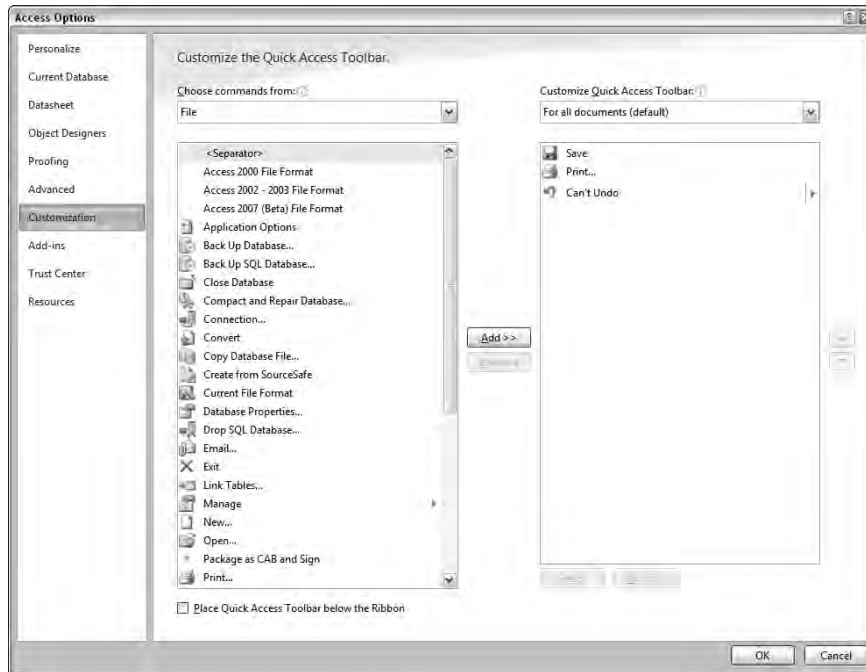 Access Options
Personalize
Current Database
Datasheet
Object Designers
Proofing
Advanced
Customization
Add-ins
Trust Center
Resources
Customize the Quick Access Toolbar.
Choose commands from:
File
<Separator>
Access 2000 File Format
Access 2002 - 2003 File Format
Access 2007 (Beta) File Format
Application Options
Back Up Database...
Back Up SQL Database...
Close Database
Compact and Repair Database...
Connection...
Convert
Copy Database File...
Create from SourceSafe
Current File Format
Database Properties...
Drop SQL Database...
Email...
Exit
Link Tables...
Manage
New...
Open...
Package as CAB and Sign
Print...
Place Quick Access Toolbar below the Ribbon
Add >>
Customize Quick Access Toolbar:
For all documents (default)
Save
Print...
Can't Undo
OK
Cancel